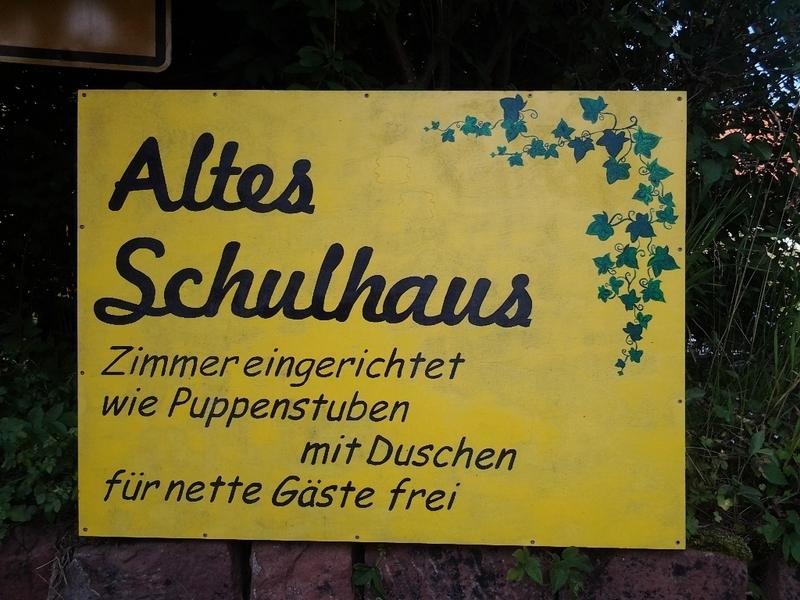 Altes
Schulhaus
Zimmer eingerichtet
wie Puppenstuben
mit Duschen
für nette Gäste frei